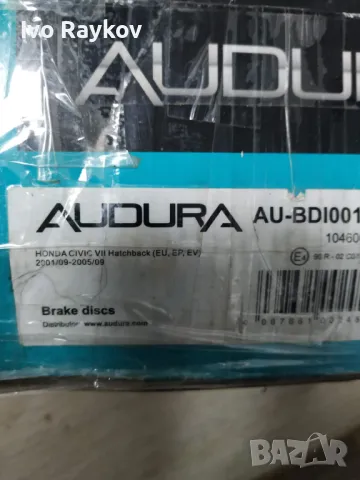 Ivo Raykov
AUDU
AUDURA AU-BDI001
10460
HONDA CIVIC VII Hatchback (EU, EP, EV)
2001/09-2005/09
Brake discs
Distributor www.audura.com
BAZAR